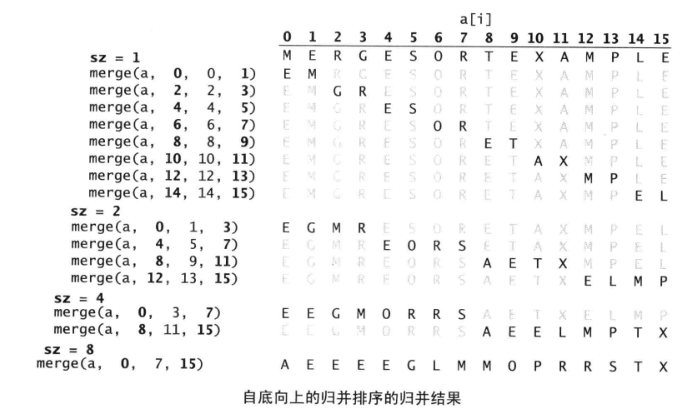 a[i]
0 1 2 3 4 5 6 7 8 9 10 11 12 13 14 15
sz = 1 M E R G E S O R T E X A M P L E
merge(a, 0, 0, 1) E M R G E S O R T E X A M P L E
merge(a, 2, 2, 3) E M G R E S O R T E X A M P L E
merge(a, 4, 4, 5) E M G R E S O R T E X A M P L E
merge(a, 6, 6, 7) E M G R E S O R T E X A M P L E
merge(a, 8, 8, 9) E M G R E S O R E T X A M P L E
merge(a, 10, 10, 11) E M G R E S O R E T A X M P L E
merge(a, 12, 12, 13) E M G R E S O R E T A X M P L E
merge(a, 14, 14, 15) E M G R E S O R E T A X M P E L
sz = 2
merge(a, 0, 1, 3) E G M R E S O R E T A X M P E L
merge(a, 4, 5, 7) E G M R E O R S E T A X M P E L
merge(a, 8, 9, 11) E G M R E O R S A E T X M P E L
merge(a, 12, 13, 15) E G M R E O R S A E T X E L M P
sz = 4
merge(a, 0, 3, 7) E E G M O R R S A E T X E L M P
merge(a, 8, 11, 15) E E G M O R R S A E E L M P T X
sz = 8
merge(a, 0, 7, 15) A E E E E G L M M O P R R S T X
自底向上的归并排序的归并结果